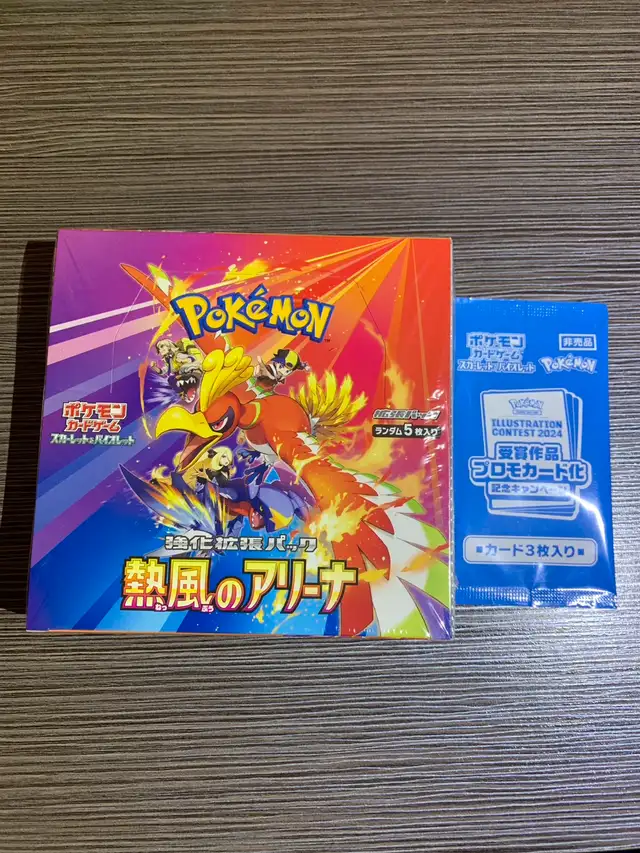 POKéMON
ポケモン
カードゲーム
スカーレット&バイオレット
ランダム5枚入り
強化拡張パック
熱風のアリーナ
ねっ ぷう
ポケモン
カードゲーム
スカーレット&バイオレット
非売品
POKéMON
POKéMON
ILLUSTRATION
CONTEST 2024
受賞作品
プロモカード化
記念キャンペーン
■カード3枚入り■